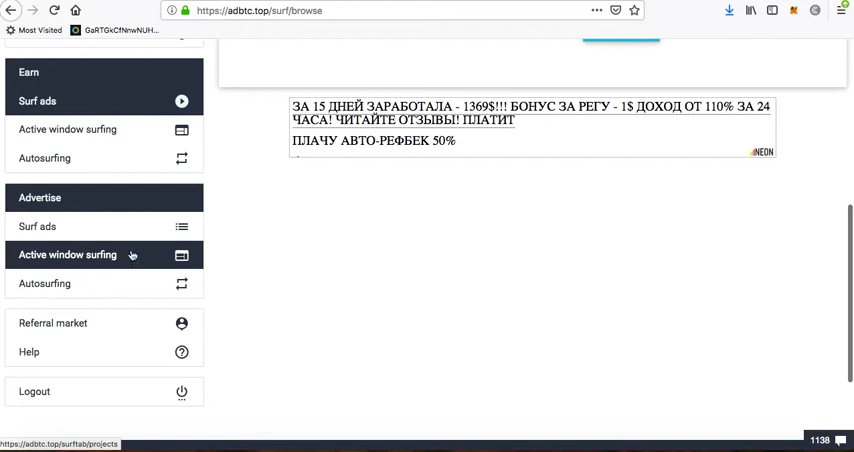 https://adbtc.top/surf/browse
Most Visited
GaRTGkCfNnwNUH...
Earn
Surf ads
Active window surfing
Autosurfing
Advertise
Surf ads
Active window surfing
Autosurfing
Referral market
Help
Logout
ЗА 15 ДНЕЙ ЗАРАБОТАЛА - 1369$!!! БОНУС ЗА РЕГУ - 1$ ДОХОД ОТ 110% ЗА 24
ЧАСА! ЧИТАЙТЕ ОТЗЫВЫ! ПЛАТИТ
ПЛАЧУ АВТО-РЕФБЕК 50%
NEON
https://adbtc.top/surftab/projects
1138